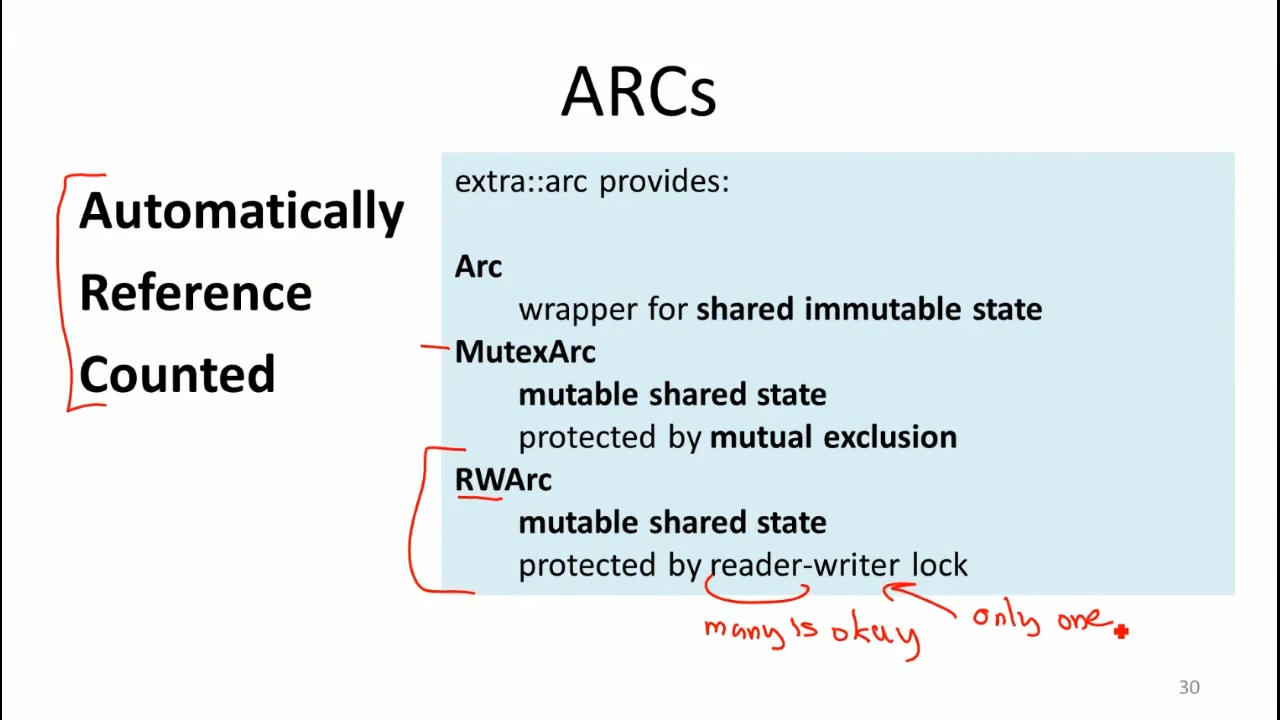 ARCs
Automatically
Reference
Counted
extra::arc provides:
Arc
wrapper for shared immutable state
MutexArc
mutable shared state
protected by mutual exclusion
RWArc
mutable shared state
protected by reader-writer lock
many is okay
only one
30